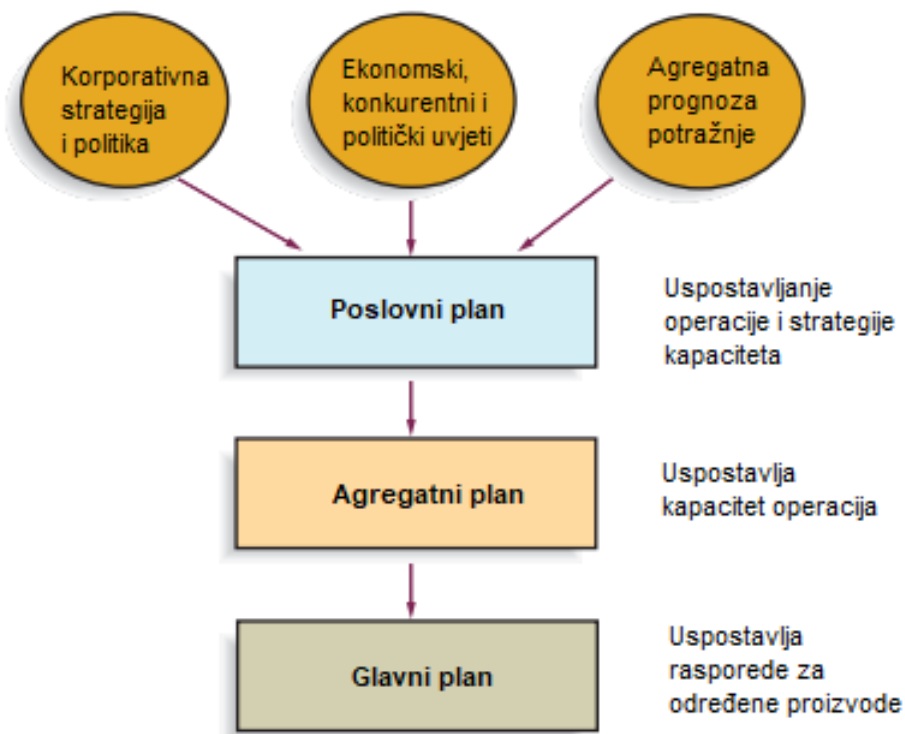 Korporativna
strategija
i politika
Ekonomski,
konkurentni i
politički uvjeti
Agregatna
prognoza
potražnje
Poslovni plan
Uspostavljanje
operacije i strategije
kapaciteta
Agregatni plan
Uspostavlja
kapacitet operacija
Glavni plan
Uspostavlja
rasporede za
određene proizvode